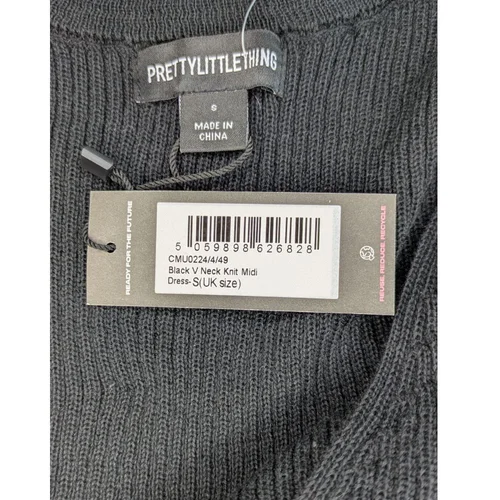 PRETTYLITTLETHING
S
MADE IN
CHINA
READY FOR THE FUTURE
5 059898 626828
CMU0224/4/49
Black V Neck Knit Midi
Dress-S(UK size)
REUSE, REDUCE, RECYCLE